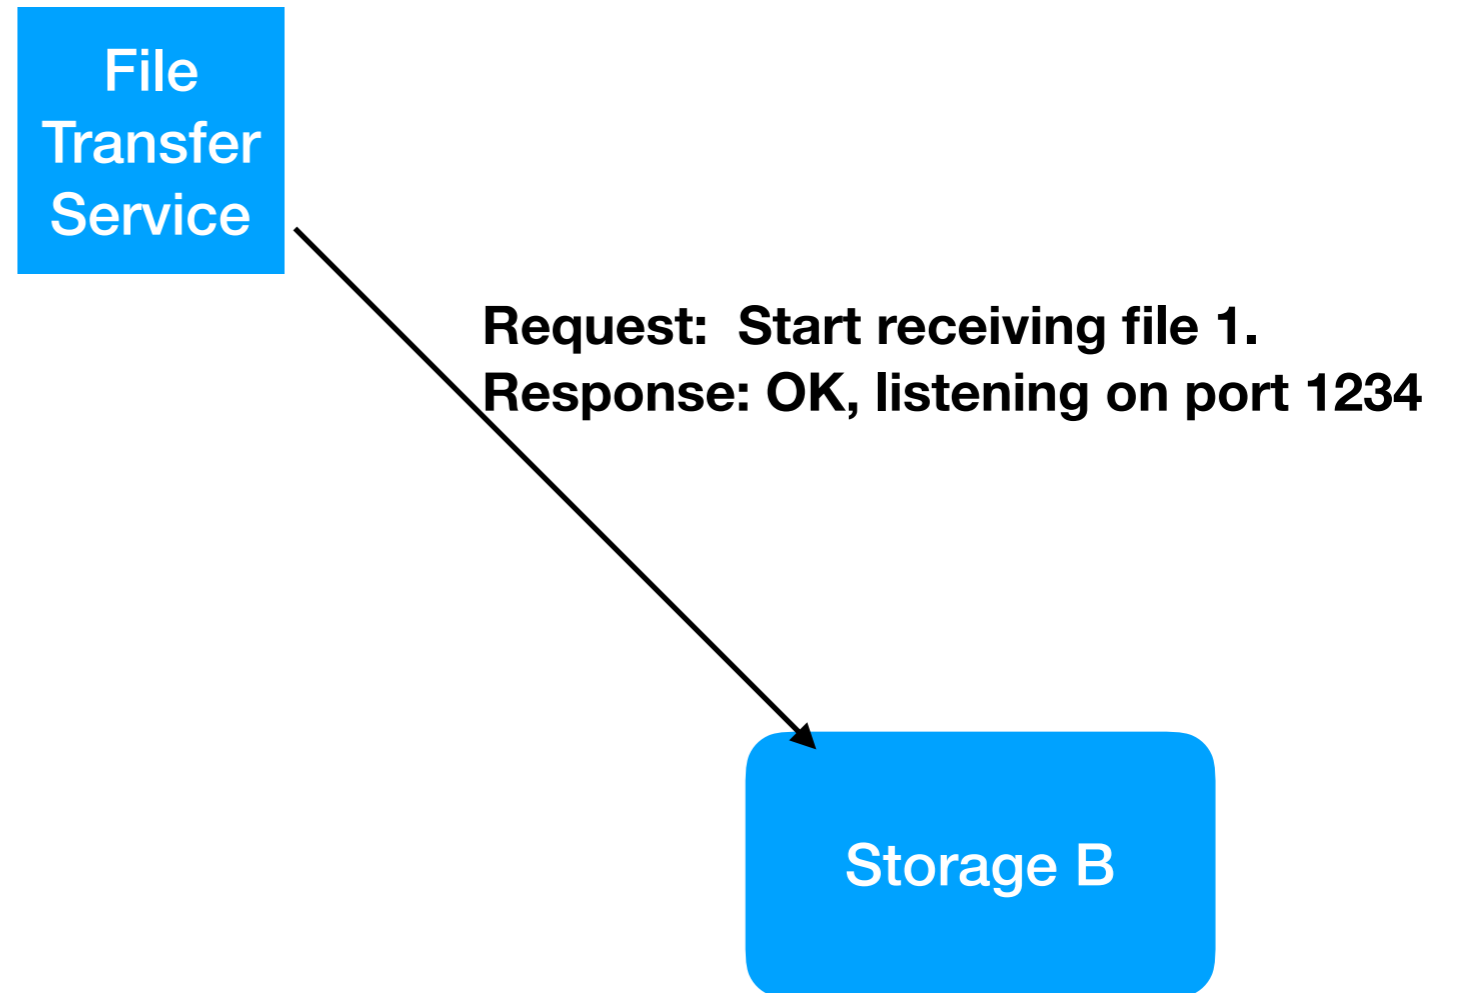 File
Transfer
Service
Request:  Start receiving file 1.
Response: OK, listening on port 1234
Storage B